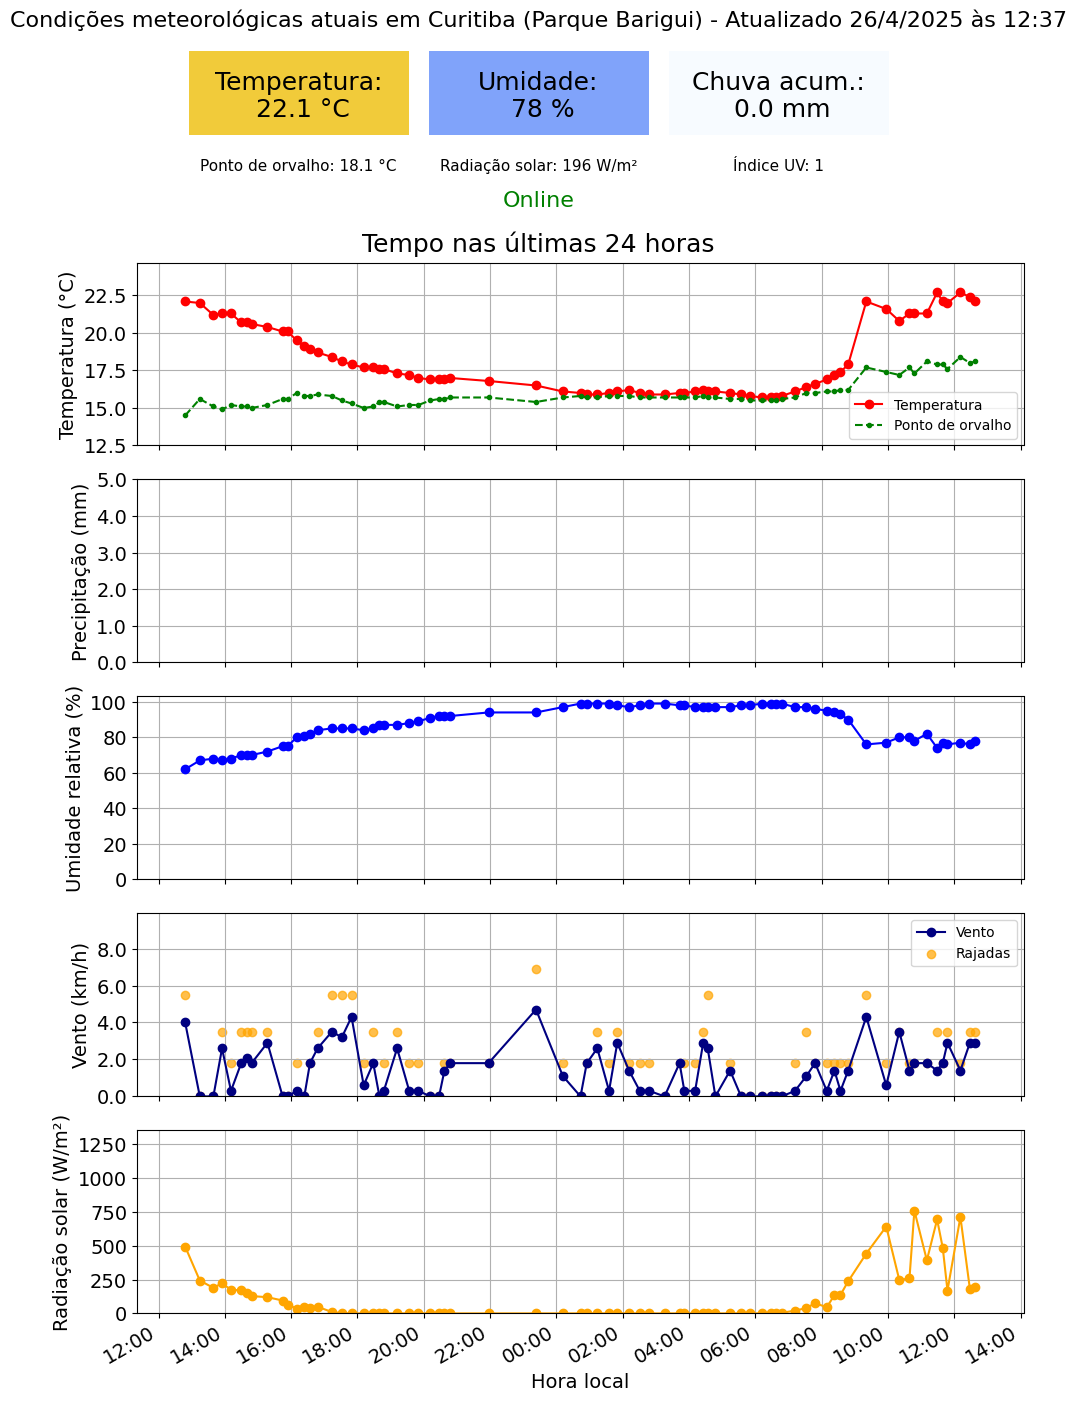 Condições meteorológicas atuais em Curitiba (Parque Barigui) - Atualizado 26/4/2025 às 12:37
Temperatura:
22.1 °C
Umidade:
78 %
Chuva acum.:
0.0 mm
Ponto de orvalho: 18.1 °C
Radiação solar: 196 W/m²
Índice UV: 1
Online
Tempo nas últimas 24 horas
Temperatura (°C)
22.5
20.0
17.5
15.0
12.5
Temperatura
Ponto de orvalho
Precipitação (mm)
5.0
4.0
3.0
2.0
1.0
0.0
Umidade relativa (%)
100
80
60
40
20
0
Vento (km/h)
8.0
6.0
4.0
2.0
0.0
Vento
Rajadas
Radiação solar (W/m²)
1250
1000
750
500
250
0
12:00
14:00
16:00
18:00
20:00
22:00
00:00
02:00
04:00
06:00
08:00
10:00
12:00
14:00
Hora local